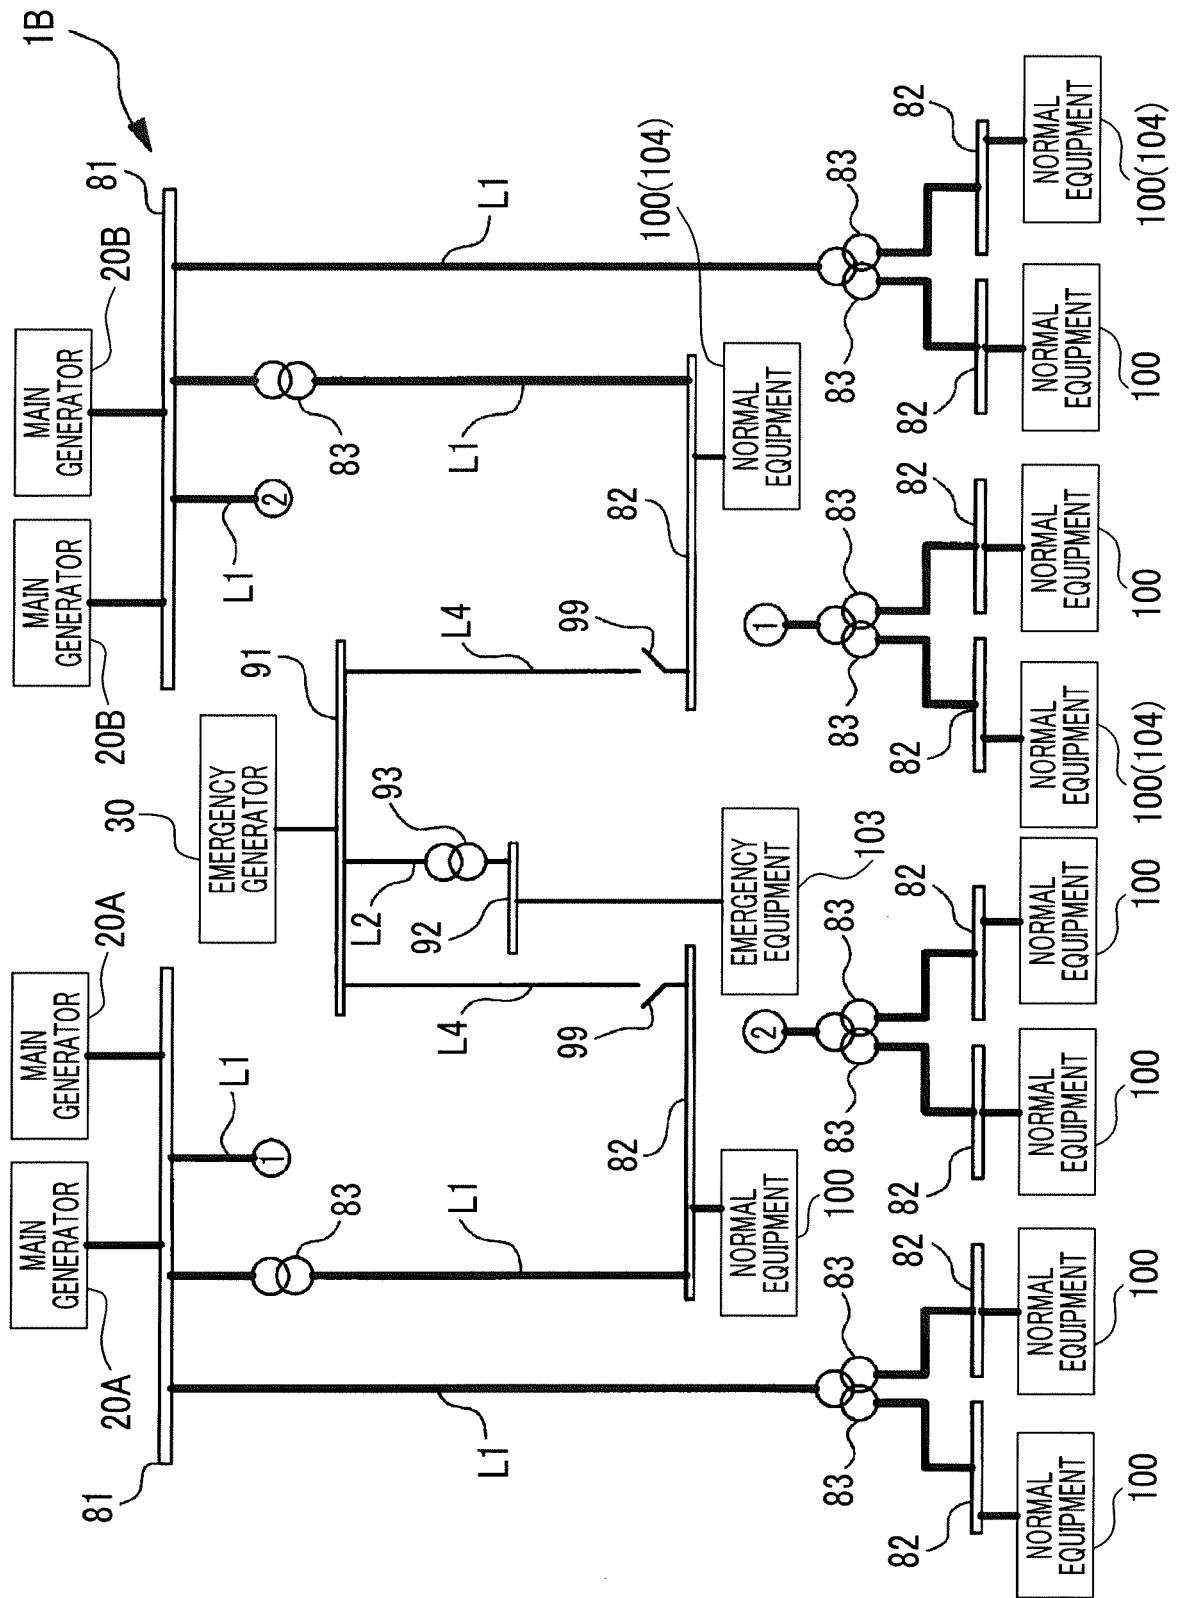 1B
MAIN
GENERATOR
MAIN
GENERATOR
MAIN
GENERATOR
MAIN
GENERATOR
81
20A
20A
30
20B
20B
81
EMERGENCY
GENERATOR
L1
L1
1
91
2
83
L2
93
83
92
L1
L1
L4
L4
L1
L1
99
99
82
82
100(104)
NORMAL
EQUIPMENT
EMERGENCY
EQUIPMENT
NORMAL
EQUIPMENT
100
103
2
1
83
83
83
83
83
83
83
83
82
82
82
82
82
82
82
82
NORMAL
EQUIPMENT
NORMAL
EQUIPMENT
NORMAL
EQUIPMENT
NORMAL
EQUIPMENT
NORMAL
EQUIPMENT
NORMAL
EQUIPMENT
NORMAL
EQUIPMENT
NORMAL
EQUIPMENT
100
100
100
100
100(104)
100
100
100(104)